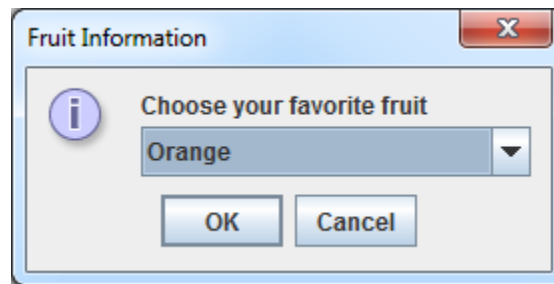 Fruit Information
Choose your favorite fruit
Orange
OK Cancel